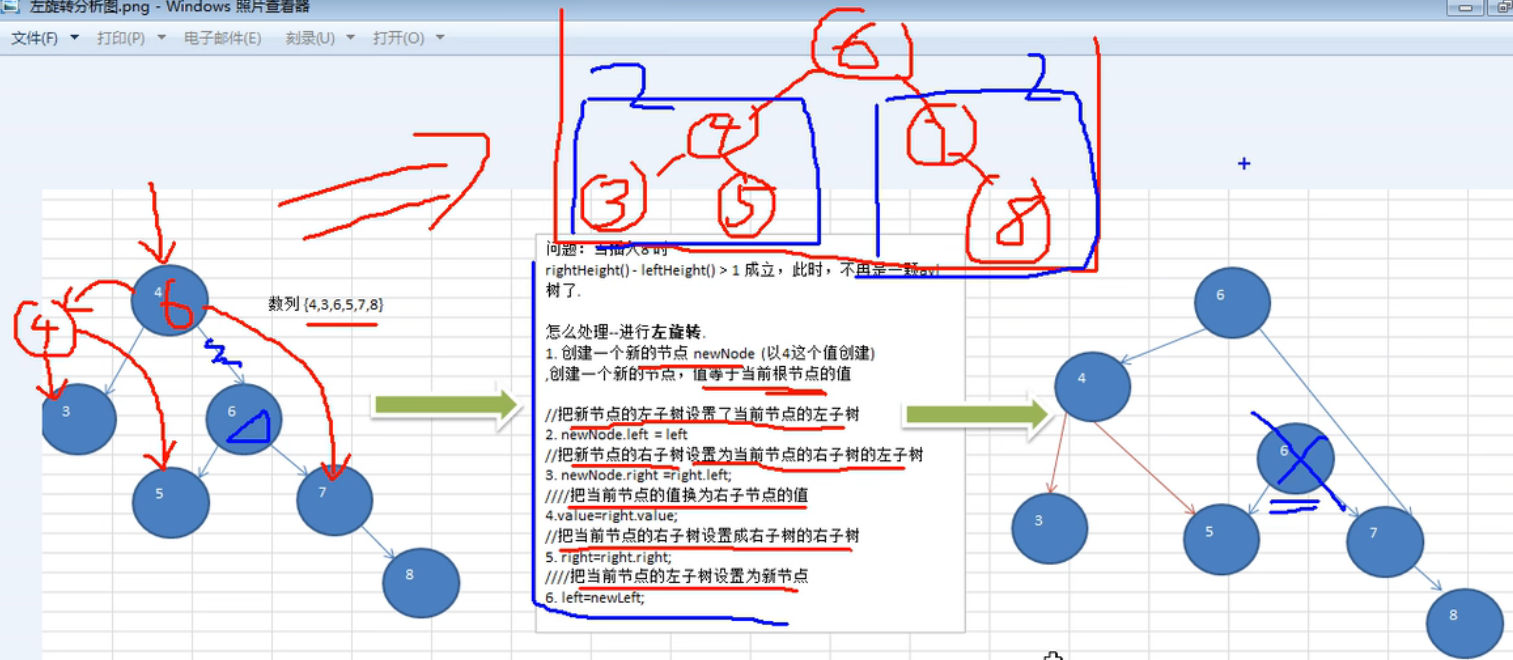 左旋转分析图.png - Windows 照片查看器
文件(F) 打印(P) 电子邮件(E) 刻录(U) 打开(O)
6
2
2
4
7
3
5
8
4
6
4
数列 {4,3,6,5,7,8}
2
3
6
5
7
8
问题：当插入8 时
rightHeight() - leftHeight() > 1 成立，此时，不再是一颗avl
树了.
怎么处理--进行左旋转.
1. 创建一个新的节点 newNode (以4这个值创建)
,创建一个新的节点，值等于当前根节点的值
//把新节点的左子树设置了当前节点的左子树
2. newNode.left = left
//把新节点的右子树设置为当前节点的右子树的左子树
3. newNode.right =right.left;
////把当前节点的值换为右子节点的值
4.value=right.value;
//把当前节点的右子树设置成右子树的右子树
5. right=right.right;
////把当前节点的左子树设置为新节点
6. left=newLeft;
6
4
6
3
5
7
8